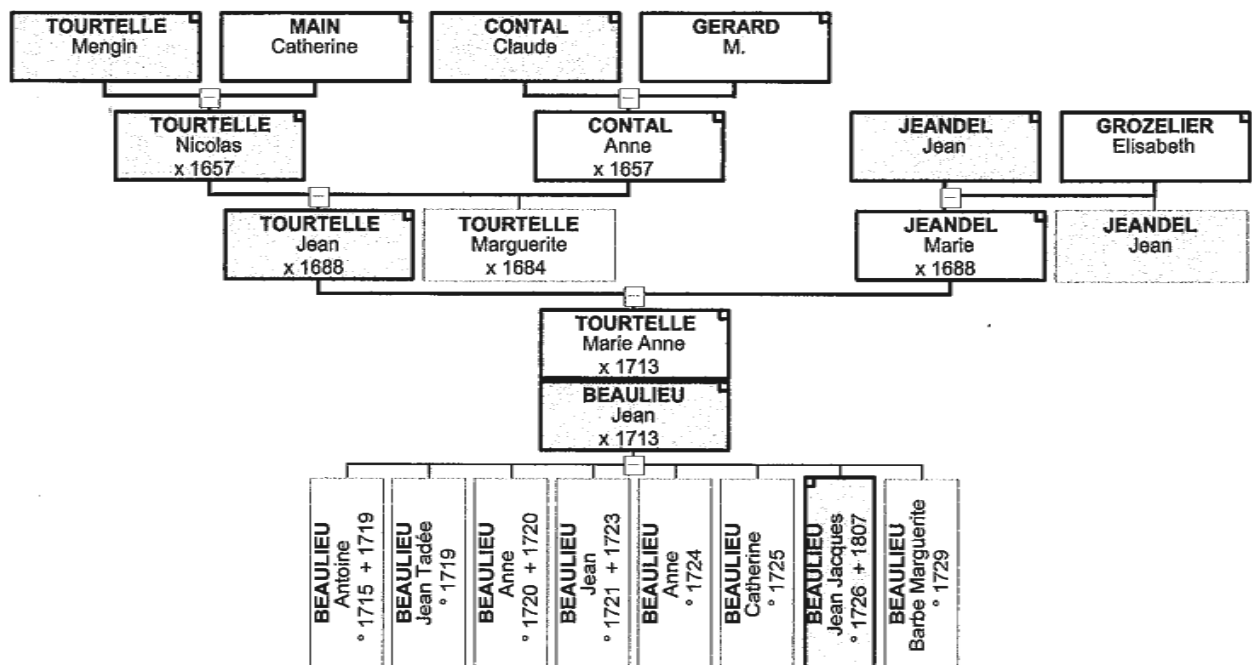 TOURTELLE
Mengin
MAIN
Catherine
CONTAL
Claude
GERARD
M.
TOURTELLE
Nicolas
x 1657
CONTAL
Anne
x 1657
JEANDEL
Jean
GROZELIER
Elisabeth
TOURTELLE
Jean
x 1688
TOURTELLE
Marguerite
x 1684
JEANDEL
Marie
x 1688
JEANDEL
Jean
TOURTELLE
Marie Anne
x 1713
BEAULIEU
Jean
x 1713
BEAULIEU
Antoine
° 1715 + 1719
BEAULIEU
Jean Tadée
° 1719
BEAULIEU
Anne
° 1720 + 1720
BEAULIEU
Jean
° 1721 + 1723
BEAULIEU
Anne
° 1724
BEAULIEU
Catherine
° 1725
BEAULIEU
Jean Jacques
° 1726 + 1807
BEAULIEU
Barbe Marguerite
° 1729